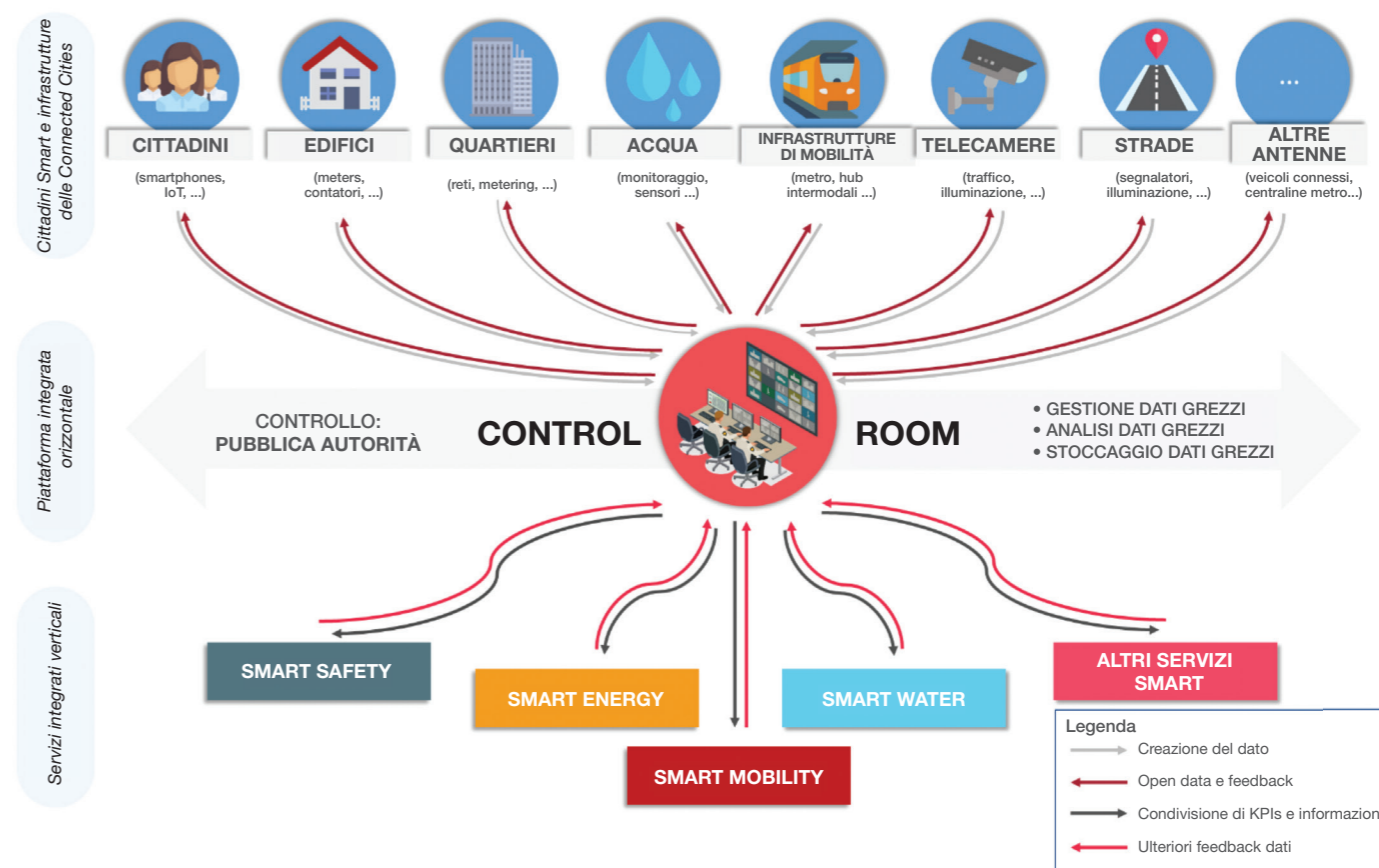 Cittadini Smart e infrastrutture
delle Connected Cities
...
CITTADINI
(smartphones,
IoT, ...)
EDIFICI
(meters,
contatori, ...)
QUARTIERI
(reti, metering, ...)
ACQUA
(monitoraggio,
sensori ...)
INFRASTRUTTURE
DI MOBILITÀ
(metro, hub
intermodali ...)
TELECAMERE
(traffico,
illuminazione, ...)
STRADE
(segnalatori,
illuminazione, ...)
ALTRE
ANTENNE
(veicoli connessi,
centraline metro...)
Piattaforma integrata
orizzontale
CONTROLLO:
PUBBLICA AUTORITÀ
CONTROL ROOM
• GESTIONE DATI GREZZI
• ANALISI DATI GREZZI
• STOCCAGGIO DATI GREZZI
Servizi integrati verticali
SMART SAFETY
SMART ENERGY
SMART MOBILITY
SMART WATER
ALTRI SERVIZI
SMART
Legenda
Creazione del dato
Open data e feedback
Condivisione di KPIs e informazion
Ulteriori feedback dati